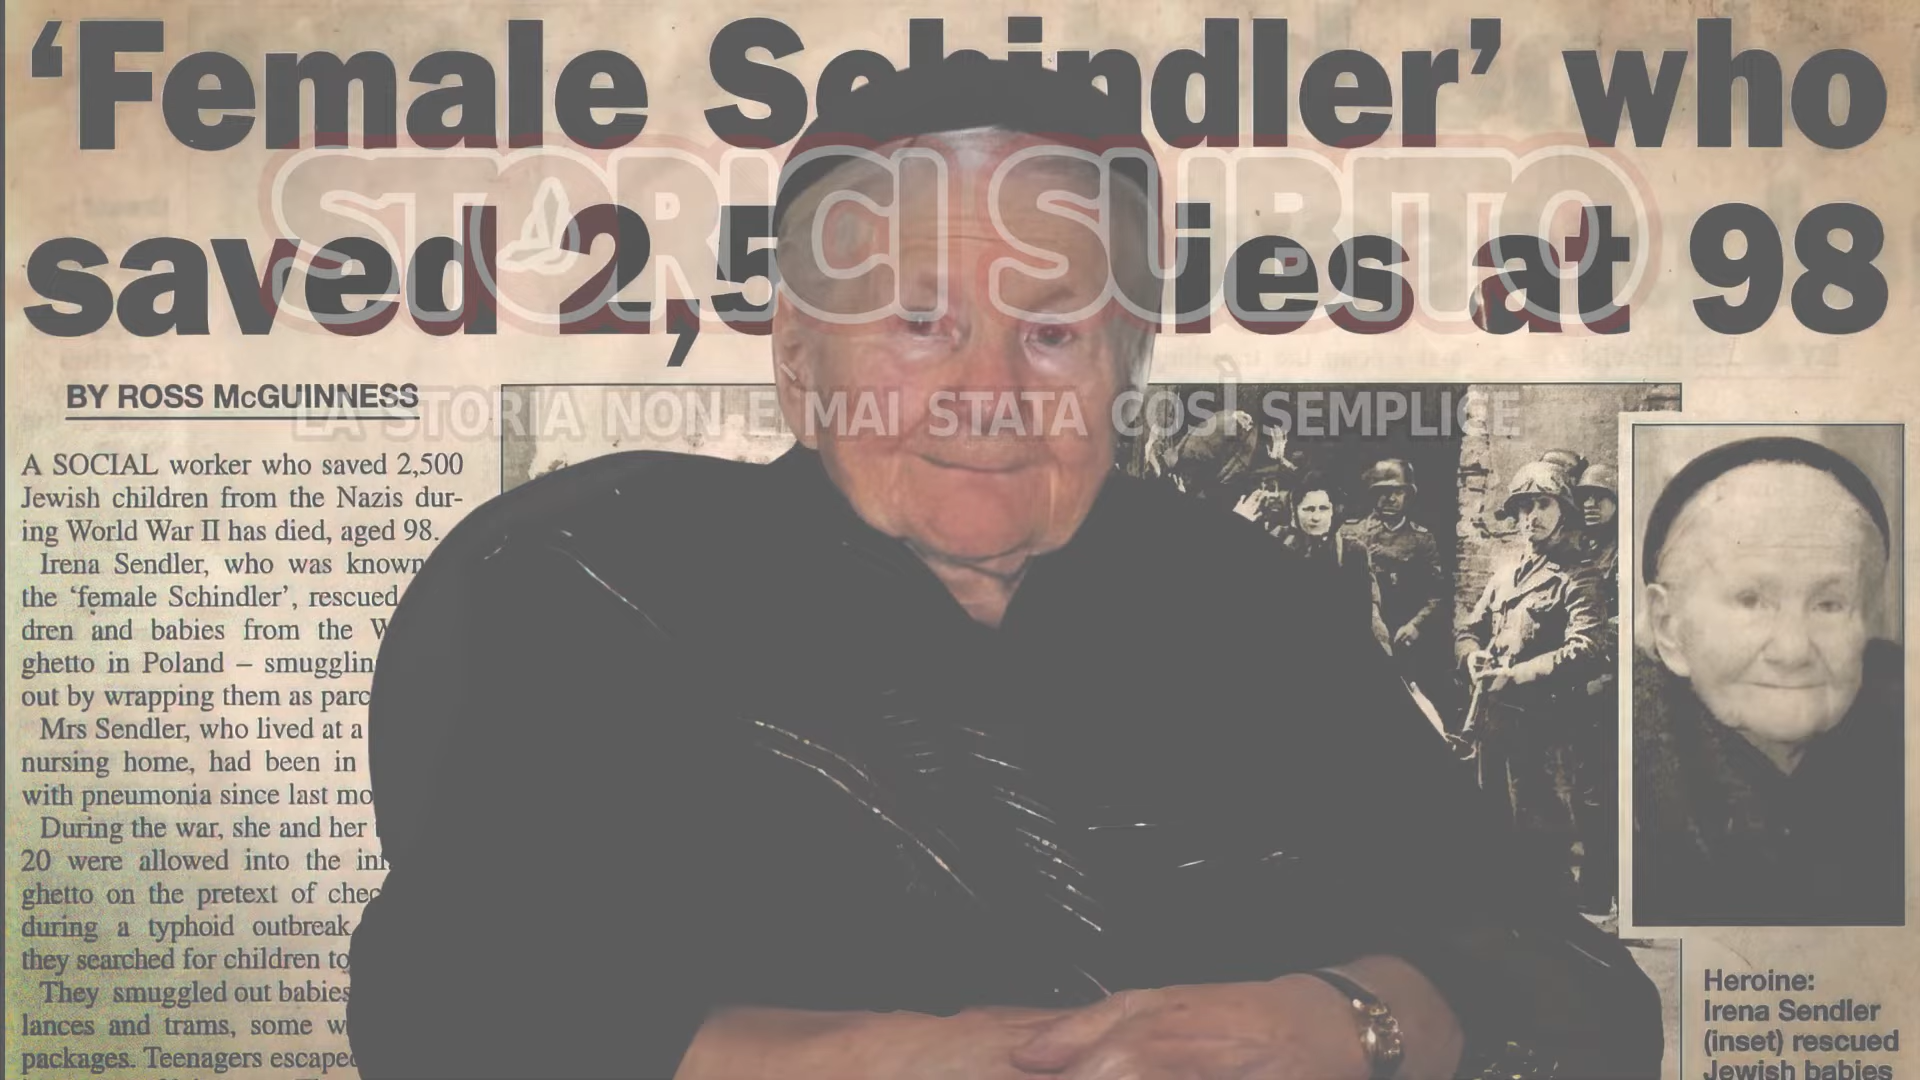 ‘Female Schindler’ who
saved 2,5 ies at 98
STORICI SUBITO
LA STORIA NON È MAI STATA COSÌ SEMPLICE
BY ROSS McGUINNESS
A SOCIAL worker who saved 2,500
Jewish children from the Nazis dur-
ing World War II has died, aged 98.
Irena Sendler, who was known
the ‘female Schindler’, rescued
dren and babies from the W
ghetto in Poland – smugglin
out by wrapping them as parc
Mrs Sendler, who lived at a
nursing home, had been in
with pneumonia since last mo
During the war, she and her
20 were allowed into the in
ghetto on the pretext of chec
during a typhoid outbreak
they searched for children to
They smuggled out babies
lances and trams, some w
packages. Teenagers escaped
Heroine:
Irena Sendler
(inset) rescued
Jewish babies